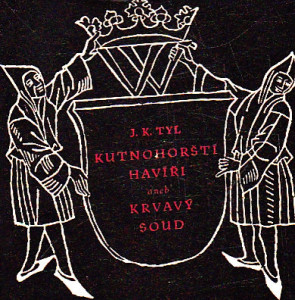 J. K. TYL
KUTNOHORŠTÍ
HAVÍŘI
aneb
KRVAVÝ
SOUD